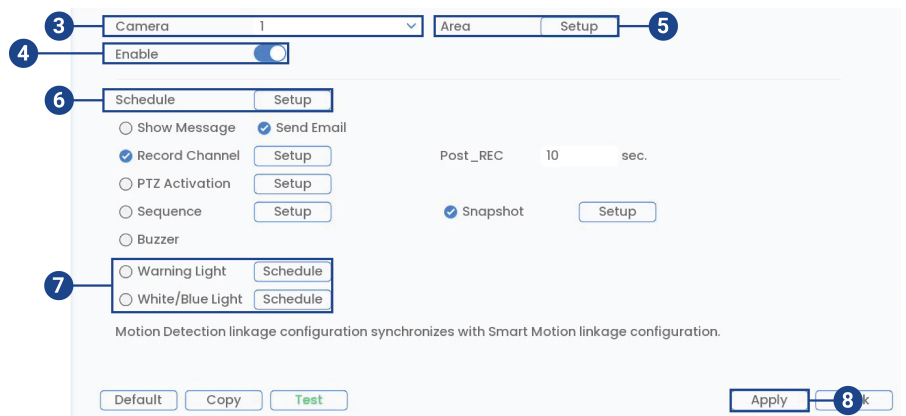 3 Camera 1 Area Setup 5
4 Enable
6 Schedule Setup
Show Message Send Email
Record Channel Setup Post_REC 10 sec.
PTZ Activation Setup
Sequence Setup Snapshot Setup
Buzzer
7 Warning Light Schedule
White/Blue Light Schedule
Motion Detection linkage configuration synchronizes with Smart Motion linkage configuration.
Default Copy Test Apply 8